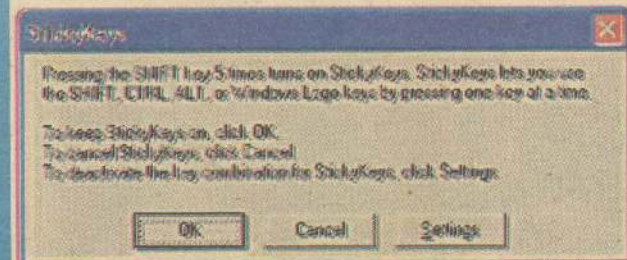 StickyKeys
Pressing the SHIFT key 5 times turns on StickyKeys. StickyKeys lets you use
the SHIFT, CTRL, ALT, or Windows Logo keys by pressing one key at a time.
To keep StickyKeys on, click OK.
To cancel StickyKeys, click Cancel.
To deactivate the key combination for StickyKeys, click Settings.
OK
Cancel
Settings